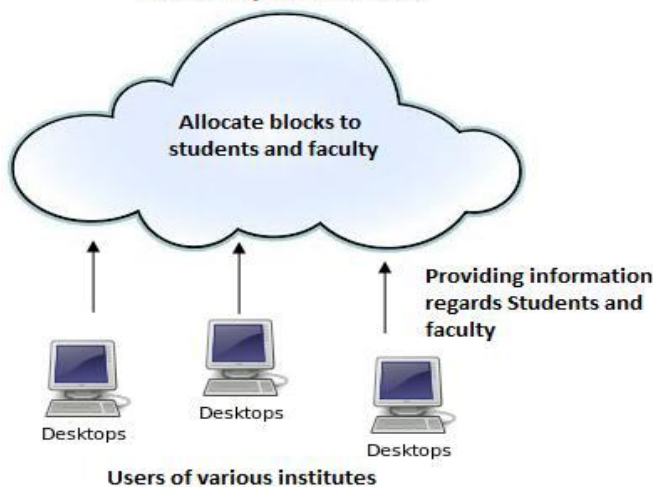 Allocate blocks to
students and faculty
Providing information
regards Students and
faculty
Desktops
Desktops
Desktops
Users of various institutes